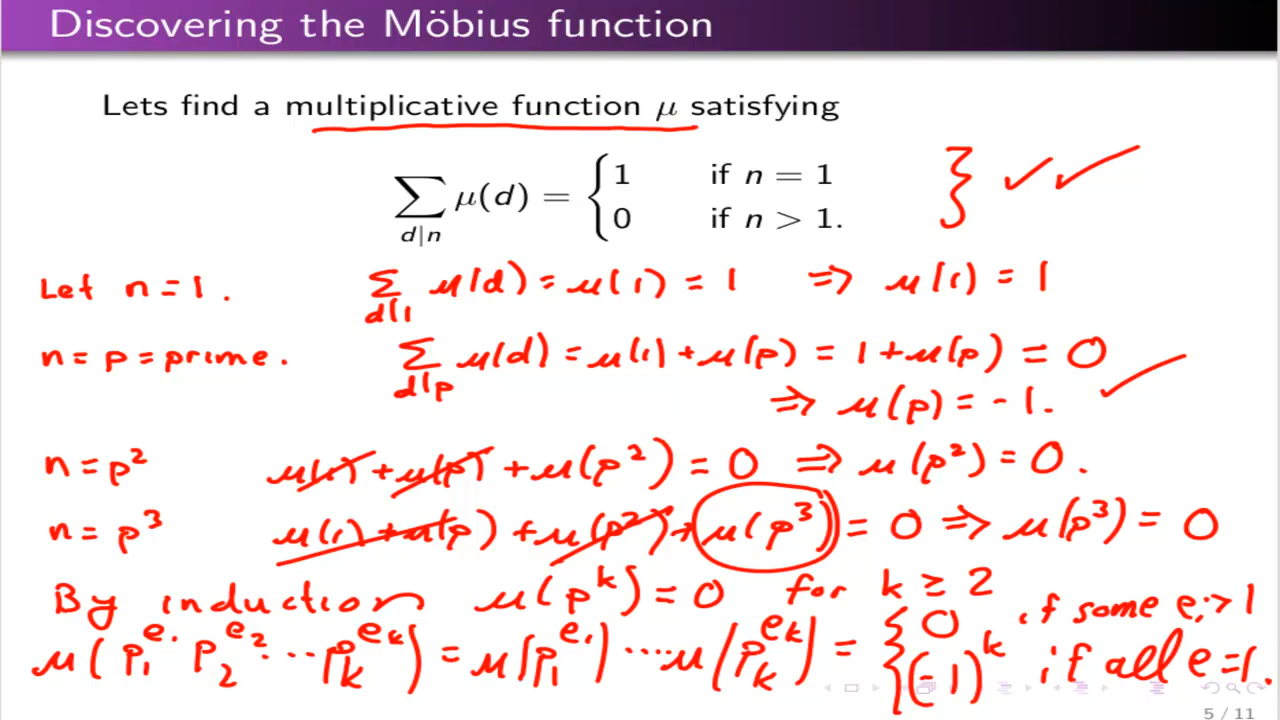 Discovering the Möbius function
Lets find a multiplicative function μ satisfying
∑_{d|n} μ(d) = { 1 if n = 1
0 if n > 1.
} ✓✓
Let n = 1. ∑_{d|1} μ(d) = μ(1) = 1 ⇒ μ(1) = 1
n = p = prime. ∑_{d|p} μ(d) = μ(1) + μ(p) = 1 + μ(p) = 0
⇒ μ(p) = -1. ✓
n = p² μ(1) + μ(p) + μ(p²) = 0 ⇒ μ(p²) = 0.
n = p³ μ(1) + μ(p) + μ(p²) + μ(p³) = 0 ⇒ μ(p³) = 0
By induction μ(p^k) = 0 for k ≥ 2
μ(p₁^{e₁} p₂^{e₂} ... p_k^{e_k}) = μ(p₁^{e₁}) ... μ(p_k^{e_k}) = { 0 if some e_i > 1
{ (-1)^k if all e = 1.
5 / 11